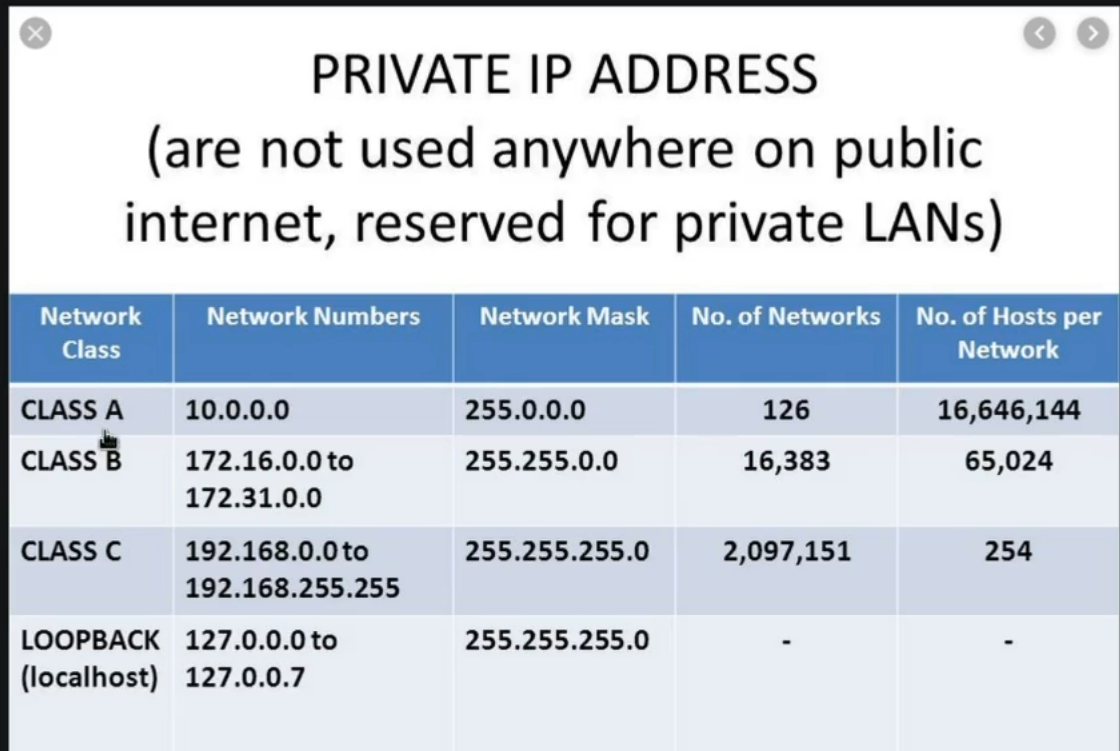 PRIVATE IP ADDRESS
(are not used anywhere on public
internet, reserved for private LANs)
Network Class Network Numbers Network Mask No. of Networks No. of Hosts per Network
CLASS A 10.0.0.0 255.0.0.0 126 16,646,144
CLASS B 172.16.0.0 to 172.31.0.0 255.255.0.0 16,383 65,024
CLASS C 192.168.0.0 to 192.168.255.255 255.255.255.0 2,097,151 254
LOOPBACK (localhost) 127.0.0.0 to 127.0.0.7 255.255.255.0 - -